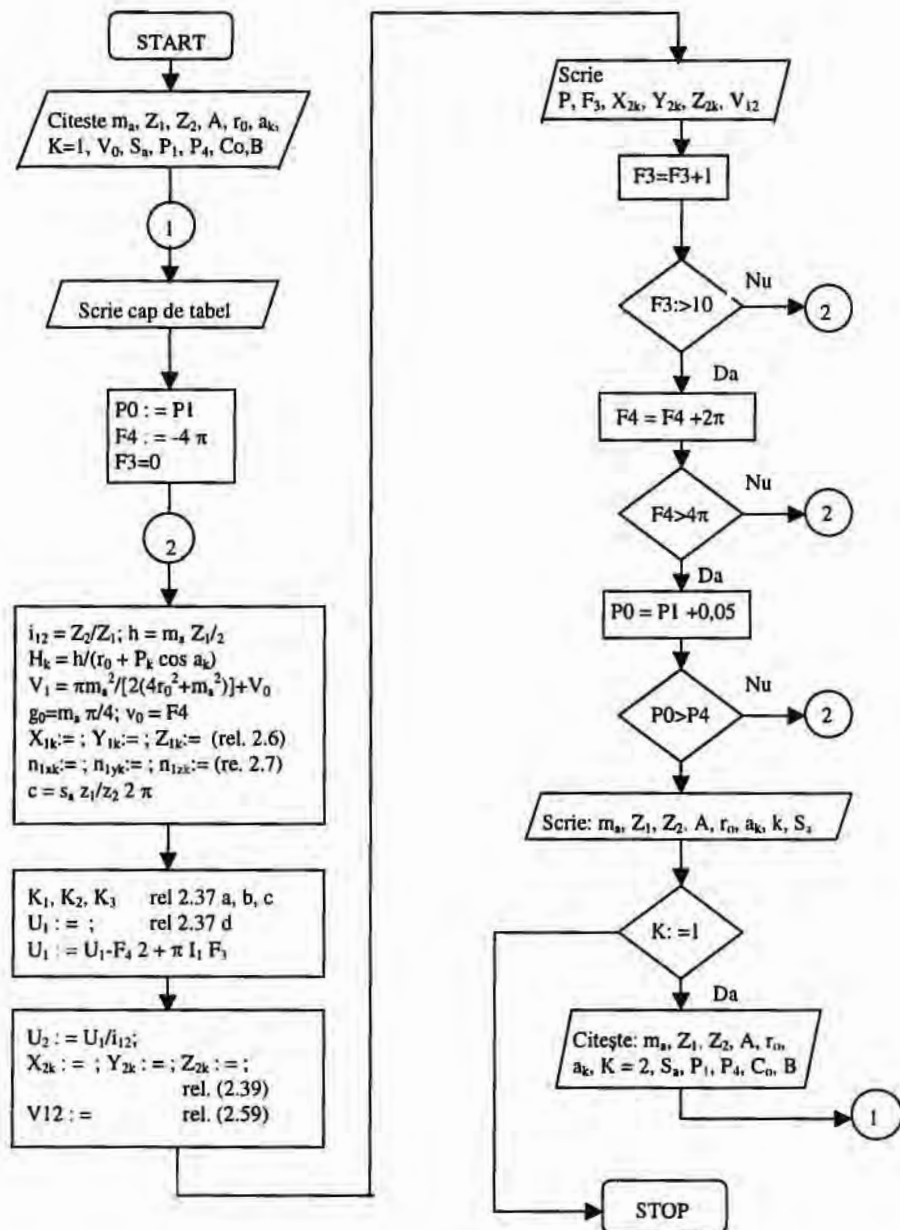 START
Citeste mₐ, Z₁, Z₂, A, r₀, aₖ,
K=1, V₀, Sₐ, P₁, P₄, Co,B
1
Scrie cap de tabel
P0 : = P1
F4 : = -4 π
F3=0
2
i₁₂ = Z₂/Z₁; h = mₐ Z₁/₂
Hₖ = h/(r₀ + Pₖ cos aₖ)
V₁ = πmₐ²/[2(4r₀²+mₐ²)]+V₀
g₀=mₐ π/4; v₀ = F4
X₁ₖ:= ; Y₁ₖ:= ; Z₁ₖ:= (rel. 2.6)
n₁ₓₖ:= ; n₁yₖ:= ; n₁zₖ:= (re. 2.7)
c = sₐ z₁/z₂ 2 π
K₁, K₂, K₃ rel 2.37 a, b, c
U₁ : = ; rel 2.37 d
U₁ : = U₁-F₄ 2 + π I₁ F₃
U₂ : = U₁/i₁₂;
X₂ₖ : = ; Y₂ₖ : = ; Z₂ₖ : = ;
rel. (2.39)
V12 : = rel. (2.59)
Scrie
P, F₃, X₂ₖ, Y₂ₖ, Z₂ₖ, V₁₂
F3=F3+1
F3:>10
Nu
2
Da
F4 = F4 +2π
F4>4π
Nu
2
Da
P0 = P1 +0,05
P0>P4
Nu
2
Scrie: mₐ, Z₁, Z₂, A, rₒ, aₖ, k, Sₐ
K: =1
Da
Citește: mₐ, Z₁, Z₂, A, rₒ,
aₖ, K = 2, Sₐ, P₁, P₄, Cₒ, B
1
STOP